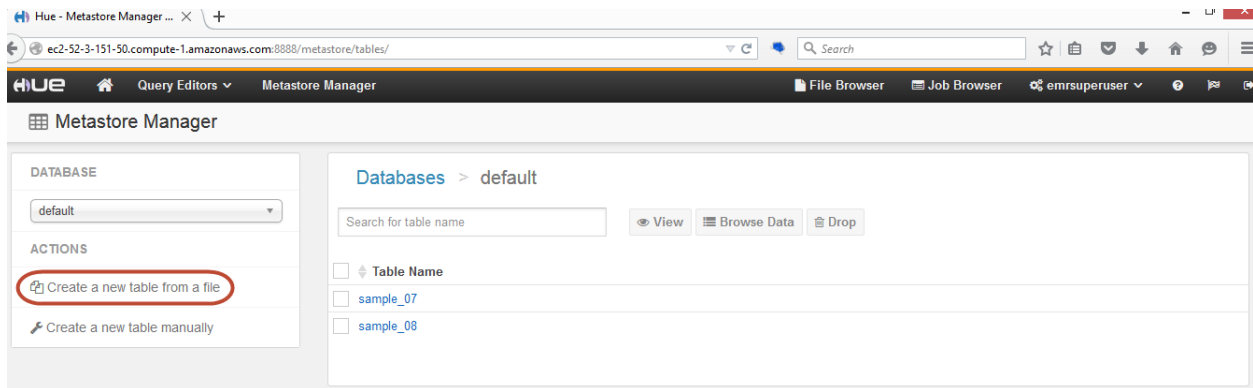 Hue - Metastore Manager ...
ec2-52-3-151-50.compute-1.amazonaws.com:8888/metastore/tables/
Search
HUE Query Editors Metastore Manager File Browser Job Browser emrsuperuser
Metastore Manager
DATABASE
default
ACTIONS
Create a new table from a file
Create a new table manually
Databases > default
Search for table name
View Browse Data Drop
Table Name
sample_07
sample_08